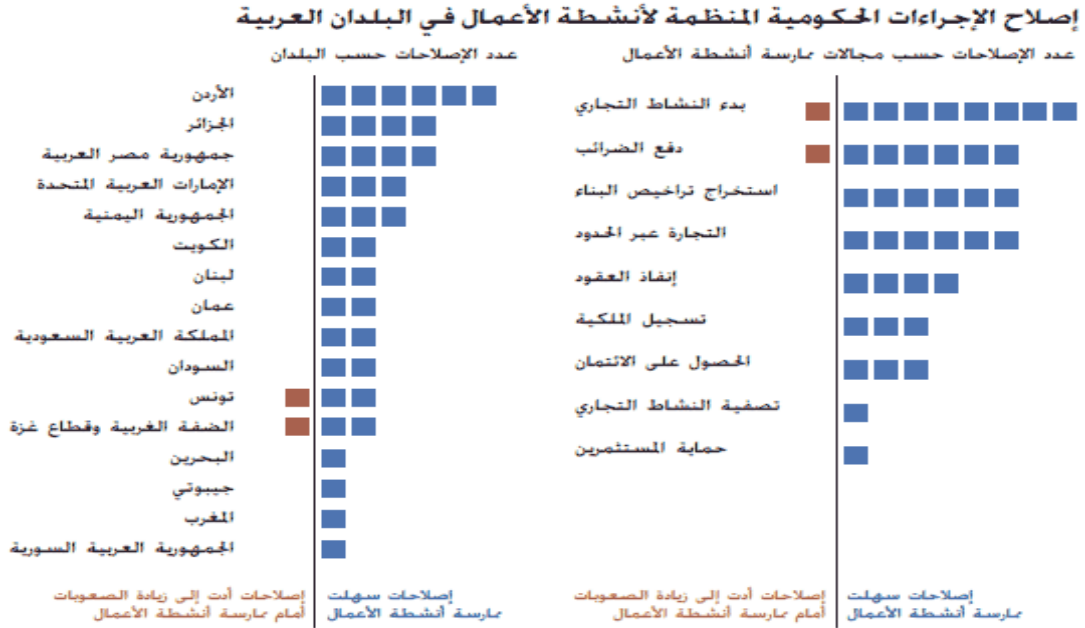 إصلاح الإجراءات الحكومية المنظمة لأنشطة الأعمال في البلدان العربية
عدد الإصلاحات حسب مجالات ممارسة أنشطة الأعمال
بدء النشاط التجاري
دفع الضرائب
استخراج تراخيص البناء
التجارة عبر الحدود
إنفاذ العقود
تسجيل الملكية
الحصول على الائتمان
تصفية النشاط التجاري
حماية المستثمرين
إصلاحات سهلت
ممارسة أنشطة الأعمال
إصلاحات أدت إلى زيادة الصعوبات
أمام ممارسة أنشطة الأعمال
عدد الإصلاحات حسب البلدان
الأردن
الجزائر
جمهورية مصر العربية
الإمارات العربية المتحدة
الجمهورية اليمنية
الكويت
لبنان
عمان
المملكة العربية السعودية
السودان
تونس
الضفة الغربية وقطاع غزة
البحرين
جيبوتي
المغرب
الجمهورية العربية السورية
إصلاحات سهلت
ممارسة أنشطة الأعمال
إصلاحات أدت إلى زيادة الصعوبات
أمام ممارسة أنشطة الأعمال